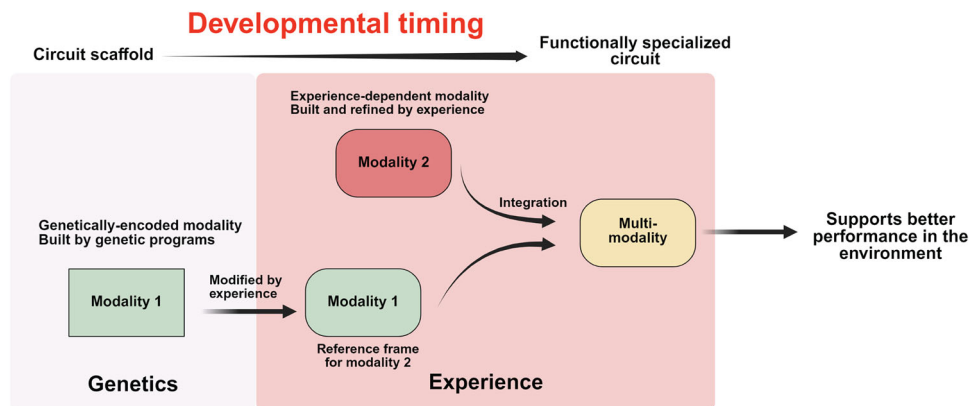 Developmental timing
Circuit scaffold
Functionally specialized
circuit
Experience-dependent modality
Built and refined by experience
Modality 2
Integration
Genetically-encoded modality
Built by genetic programs
Multi-
modality
Supports better
performance in the
environment
Modality 1
Modified by
experience
Modality 1
Reference frame
for modality 2
Genetics
Experience